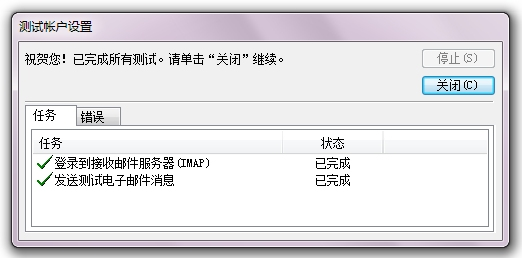 测试帐户设置
祝贺您！已完成所有测试。请单击“关闭”继续。
停止(S)
关闭(C)
任务 错误
任务 状态
登录到接收邮件服务器(IMAP) 已完成
发送测试电子邮件消息 已完成